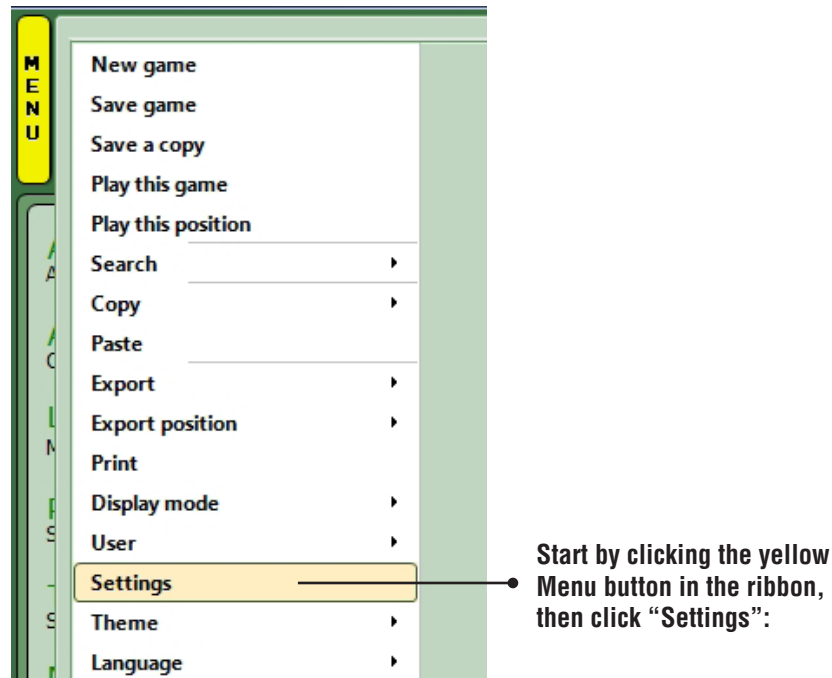 MENU
New game
Save game
Save a copy
Play this game
Play this position
Search
Copy
Paste
Export
Export position
Print
Display mode
User
Settings
Theme
Language
Start by clicking the yellow
Menu button in the ribbon,
then click “Settings”: